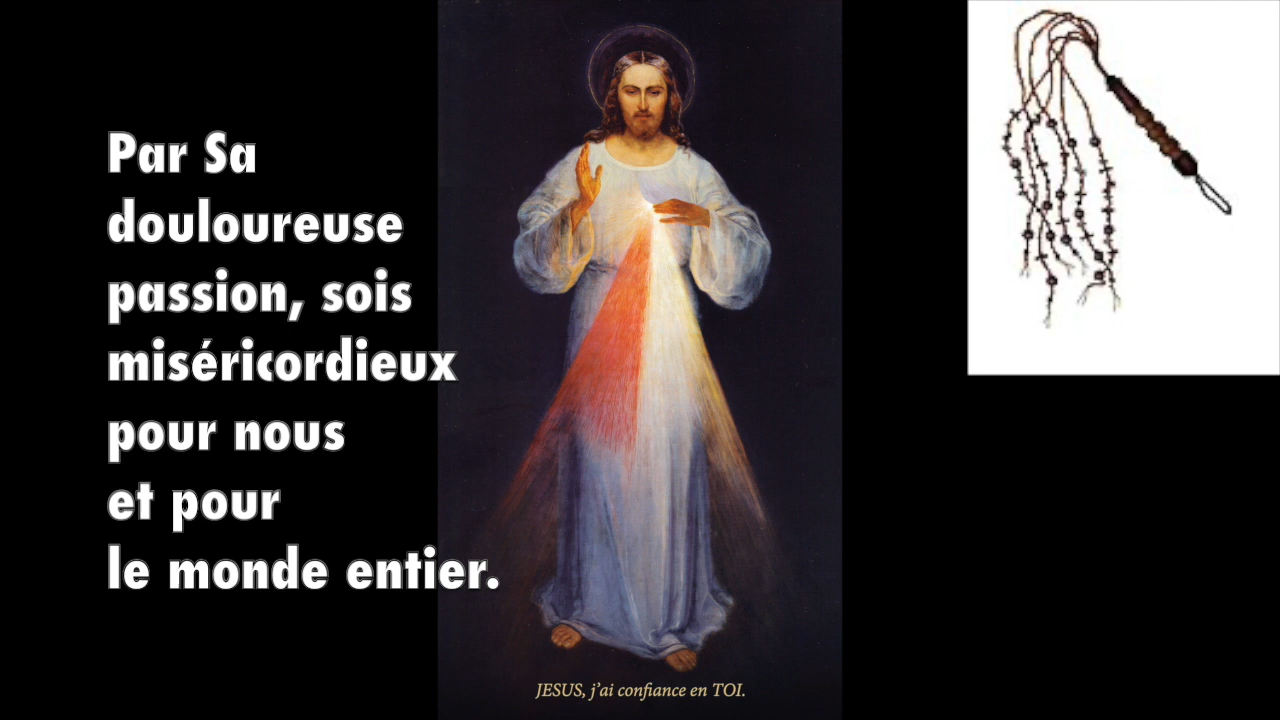 Par Sa
douloureuse
passion, sois
miséricordieux
pour nous
et pour
le monde entier.
JESUS, j'ai confiance en TOI.